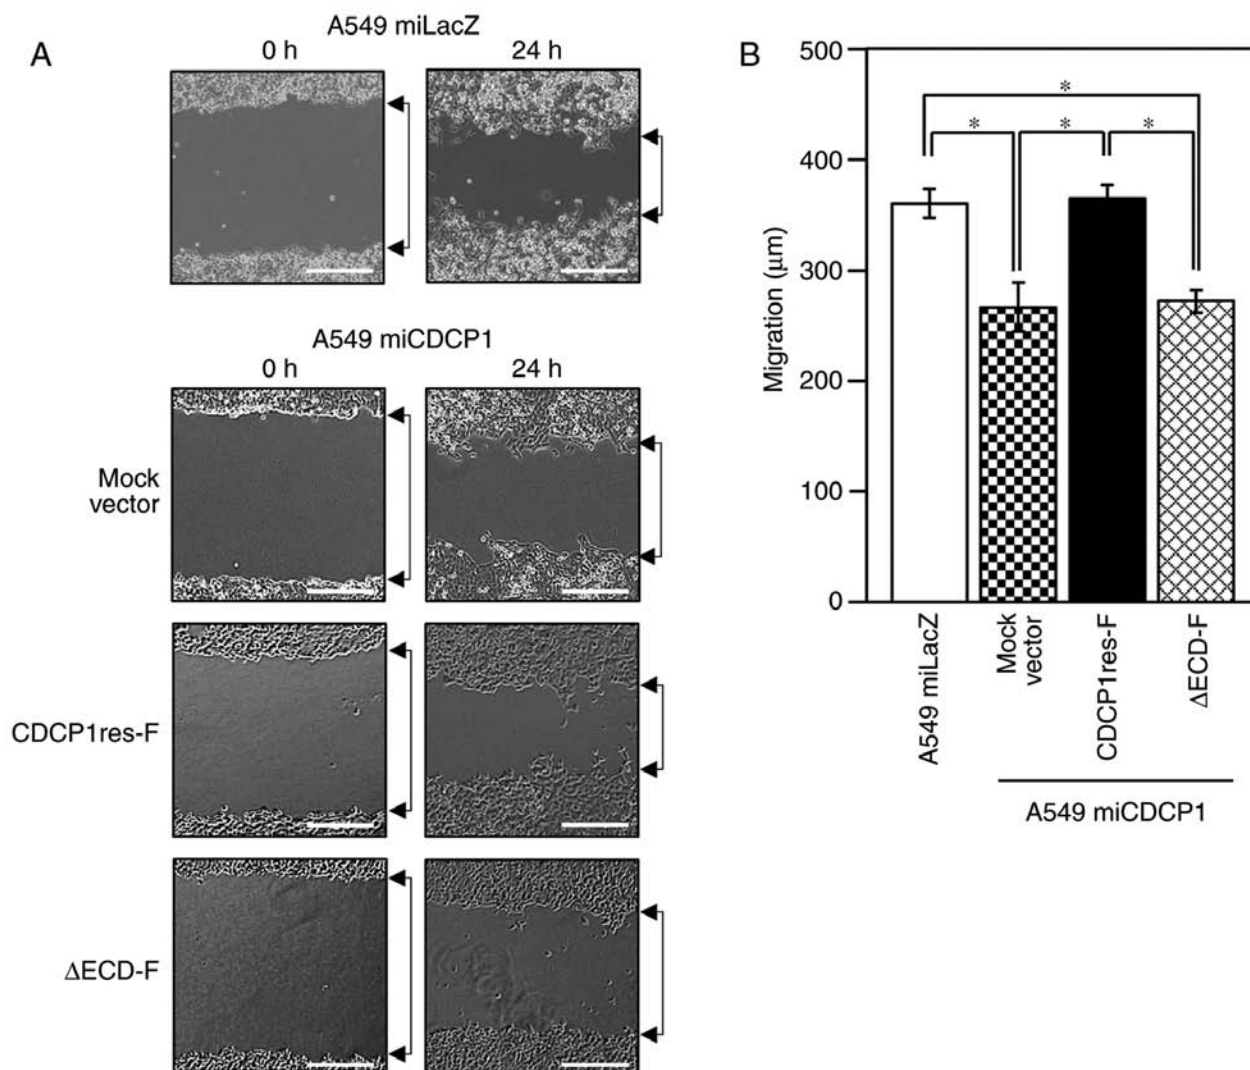 A
A549 miLacZ
0 h 24 h
A549 miCDCP1
0 h 24 h
Mock
vector
CDCP1res-F
ΔECD-F
B
Migration (μm)
500
400
300
200
100
0
*
* * *
A549 miLacZ
Mock
vector
CDCP1res-F
ΔECD-F
A549 miCDCP1